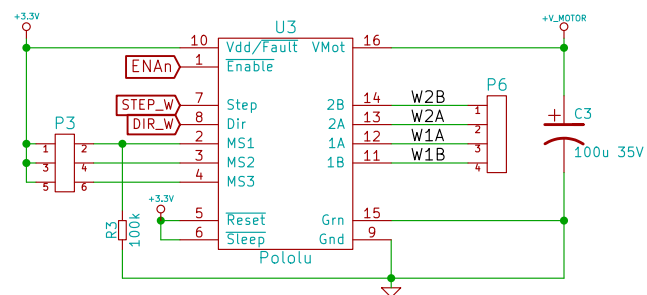 +3.3V
U3
+V_MOTOR
10 Vdd/Fault VMot 16
ENAn 1 Enable
P6
STEP_W 7 Step 2B 14 W2B 1
DIR_W 8 Dir 2A 13 W2A 2
P3
C3
1 2 2 MS1 1A 12 W1A 3
100u 35V
3 4 3 MS2 1B 11 W1B 4
5 6 4 MS3
+3.3V
R3 100k
5 Reset Grn 15
6 Sleep Gnd 9
Pololu